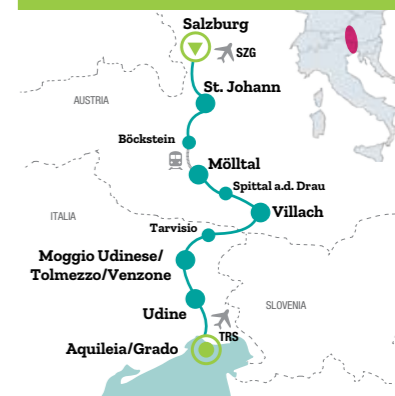 Salzburg
SZG
St. Johann
AUSTRIA
Böckstein
Mölltal
Spittal a.d. Drau
Villach
ITALIA
Tarvisio
Moggio Udinese/
Tolmezzo/Venzone
SLOVENIA
Udine
TRS
Aquileia/Grado